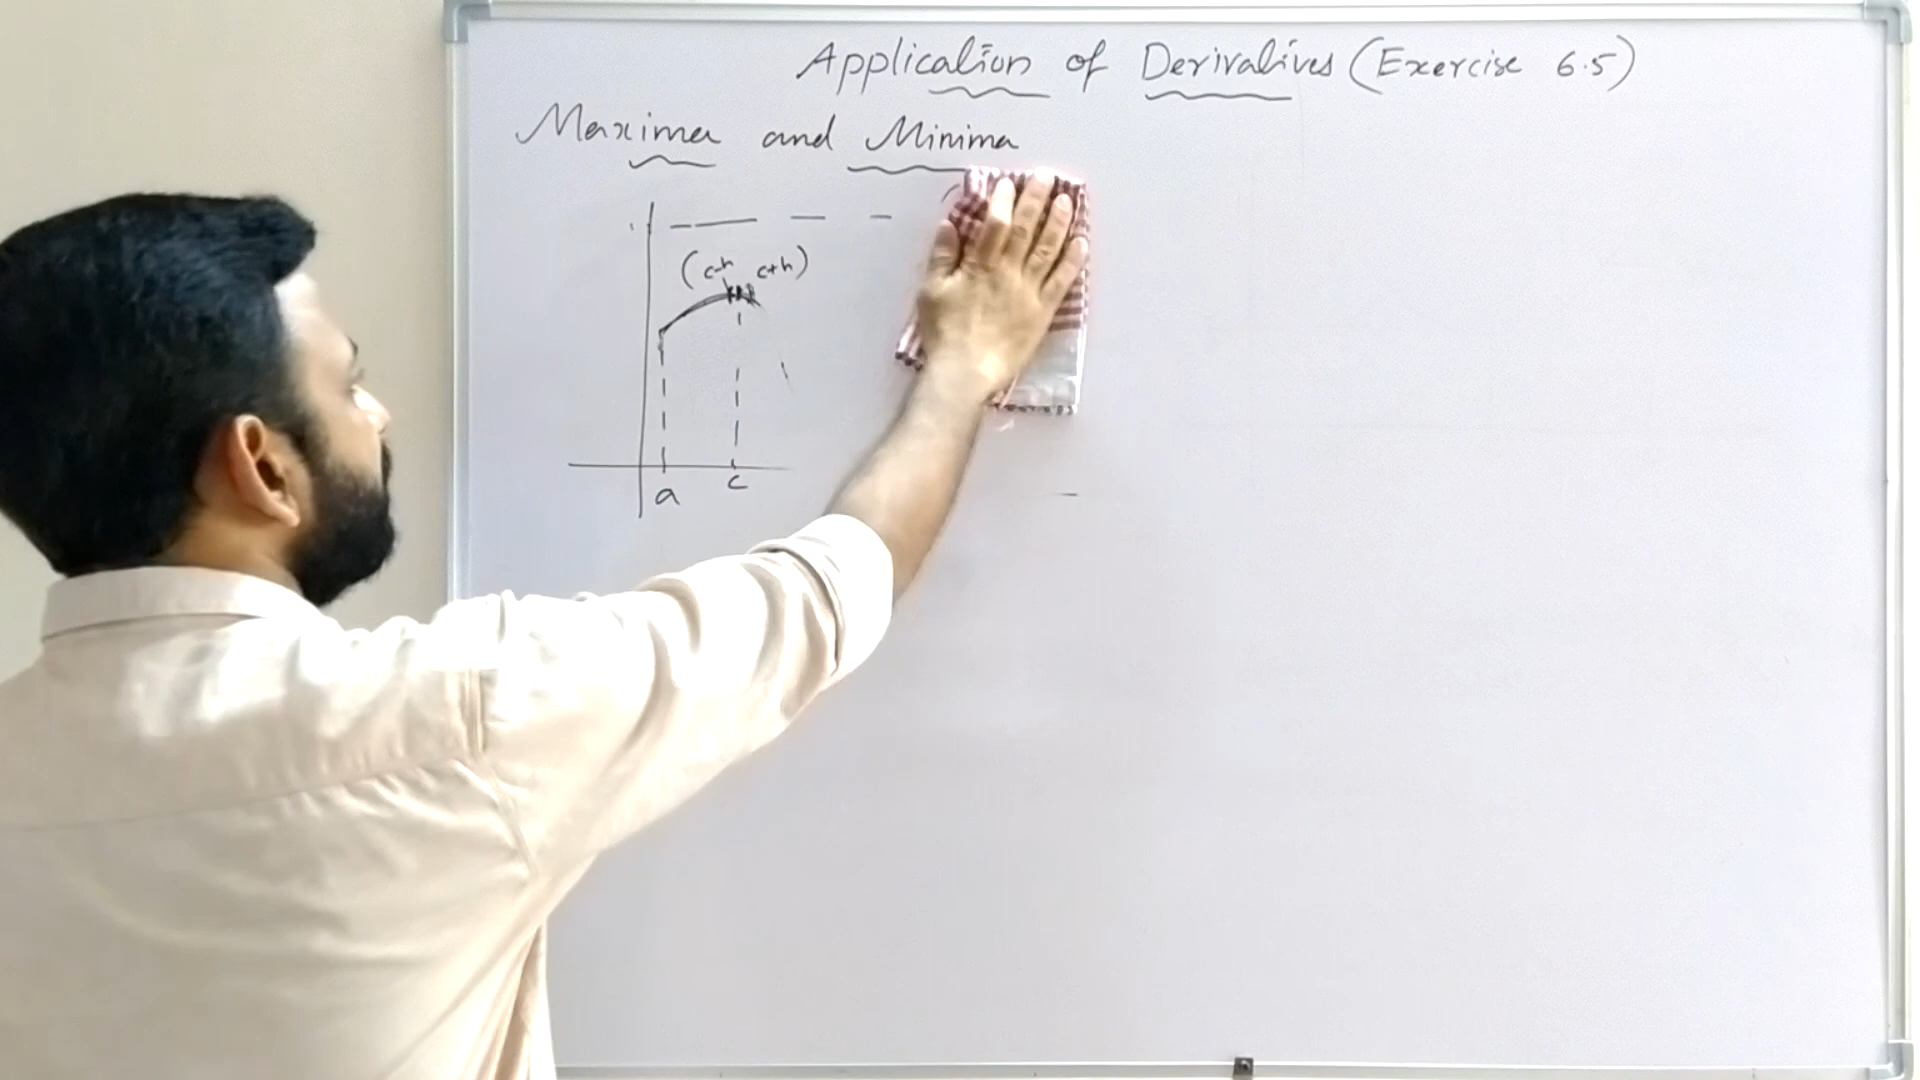 Application of Derivatives (Exercise 6.5)
Maxima and Minima
(c-h c+h)
a c